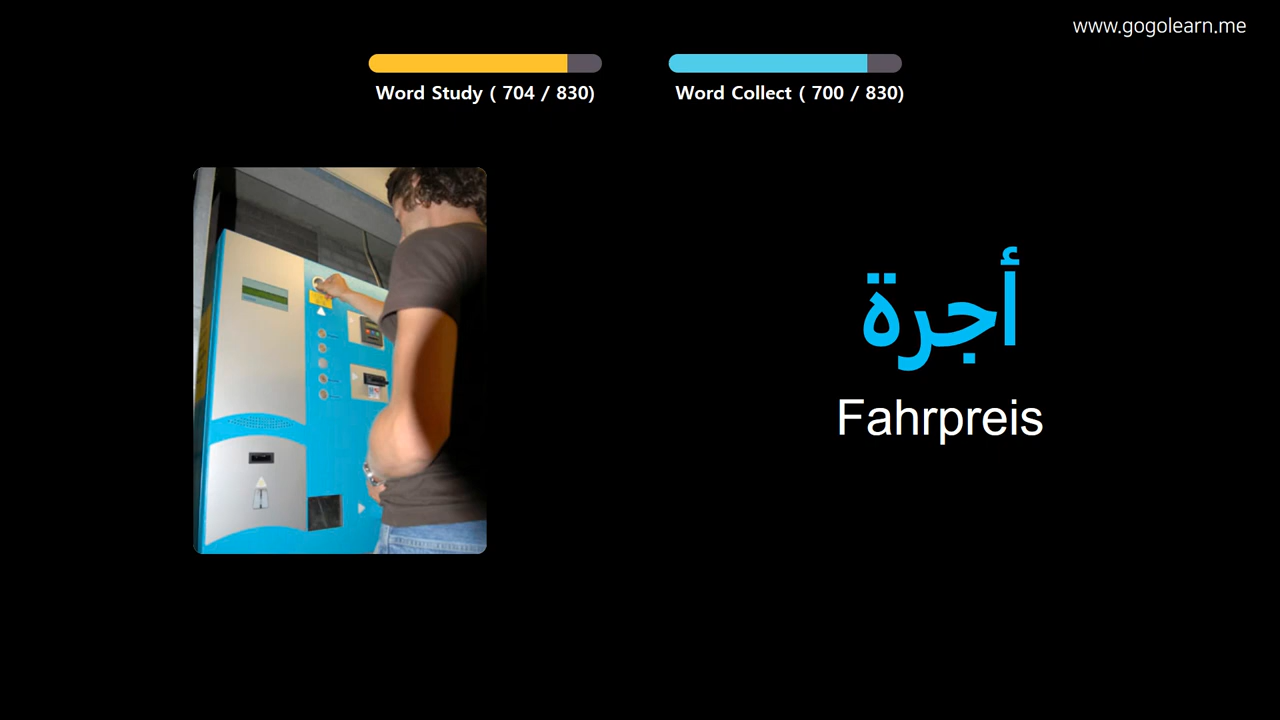 www.gogolearn.me
Word Study ( 704 / 830)
Word Collect ( 700 / 830)
أجرة
Fahrpreis